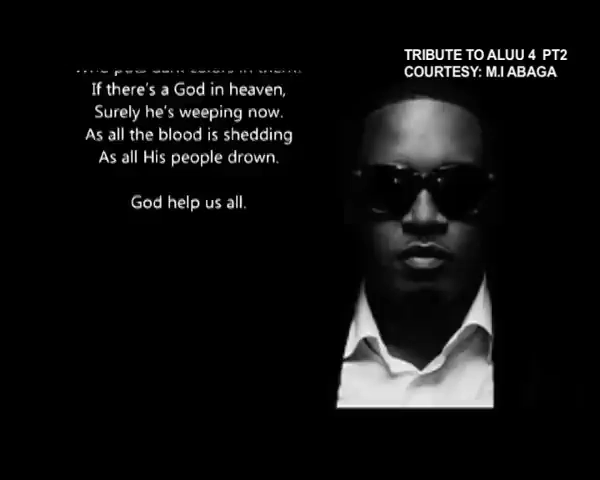 TRIBUTE TO ALUU 4 PT2
COURTESY: M.I ABAGA
If there's a God in heaven,
Surely he's weeping now.
As all the blood is shedding
As all His people drown.
God help us all.